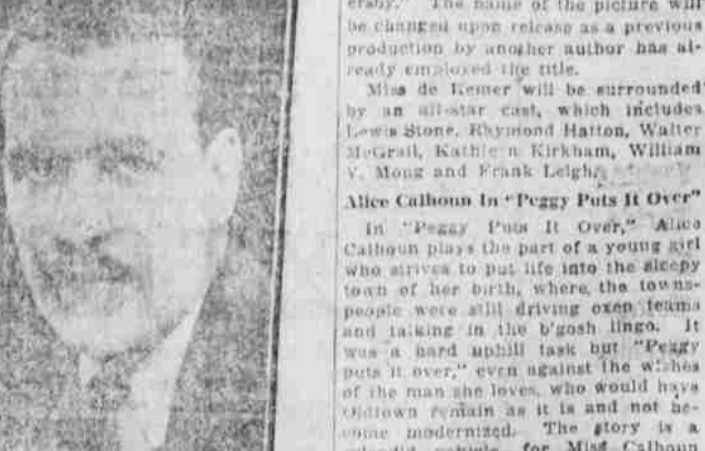 ersby." The name of the picture will
be changed upon release as a previous
production by another author has al-
ready employed the title.
Miss de Remer will be surrounded
by an all-star cast, which includes
Lewis Stone, Raymond Hatton, Walter
McGrail, Kathleen Kirkham, William
V. Mong and Frank Leigh.
Alice Calhoun In "Peggy Puts It Over"
In "Peggy Puts It Over," Alice
Calhoun plays the part of a young girl
who strives to put life into the sleepy
town of her birth, where, the towns-
people were still driving oxen teams
and talking in the b'gosh lingo. It
was a hard uphill task but "Peggy
puts it over," even against the wishes
of the man she loves, who would have
Oldtown remain as it is and not be-
come modernized. The story is a
splendid vehicle for Miss Calhoun